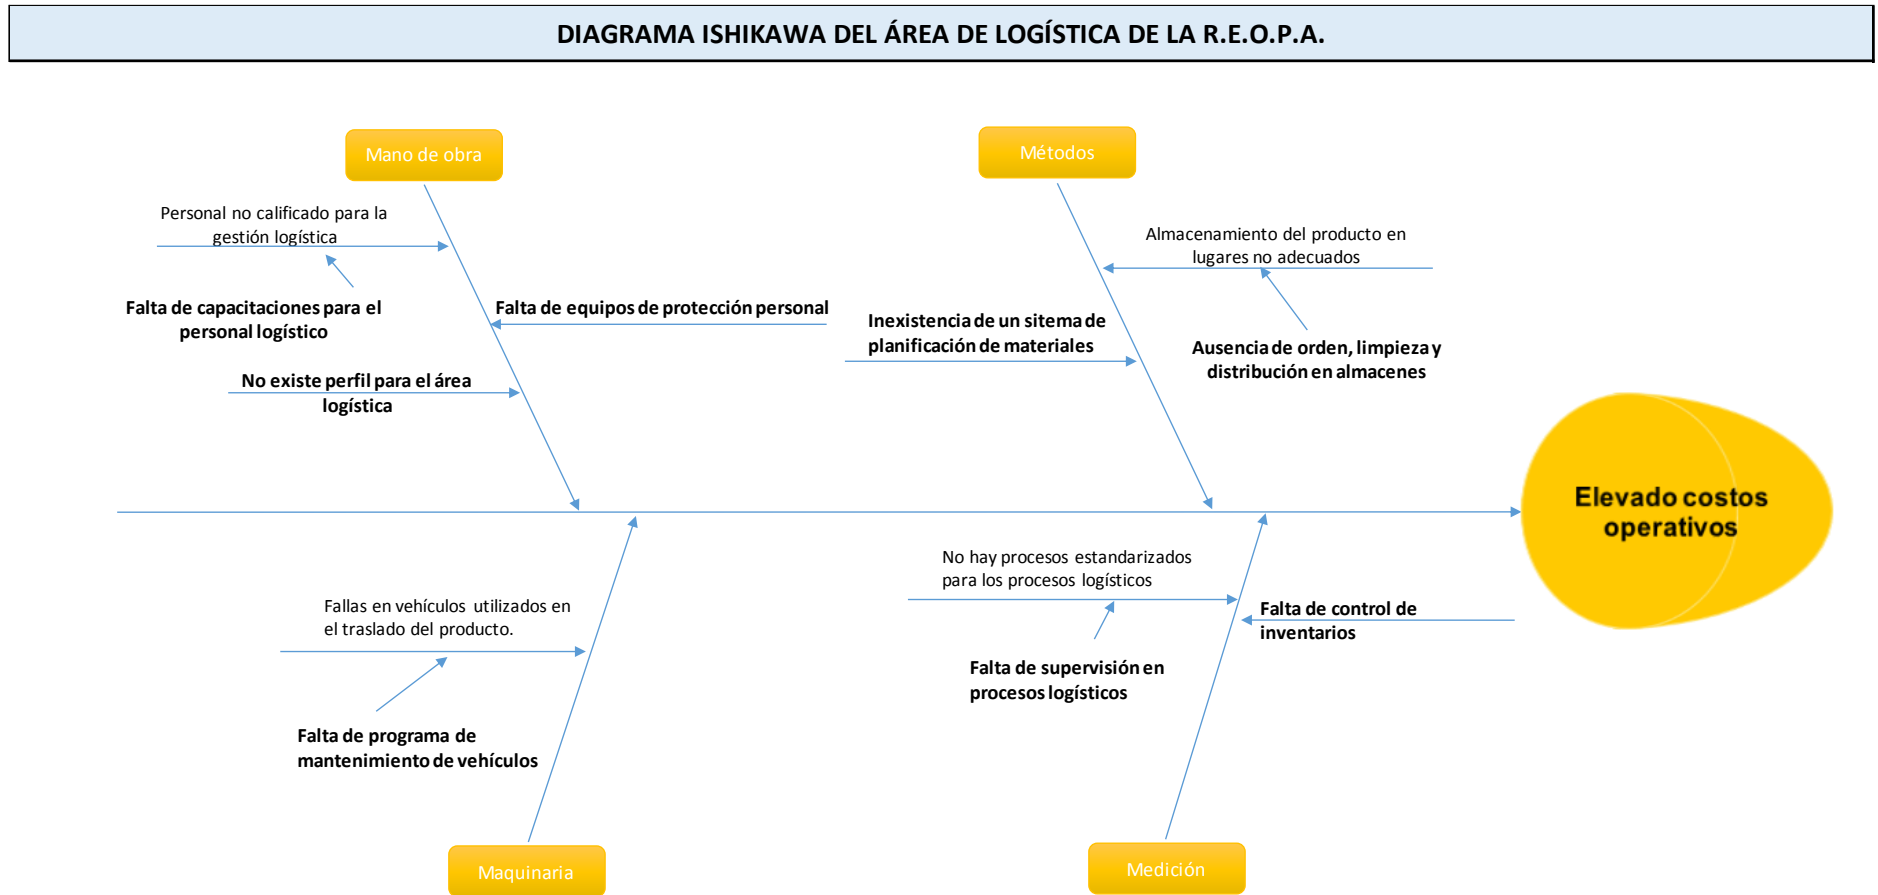 DIAGRAMA ISHIKAWA DEL ÁREA DE LOGÍSTICA DE LA R.E.O.P.A.
Mano de obra
Métodos
Personal no calificado para la
gestión logística
Falta de capacitaciones para el
personal logístico
Falta de equipos de protección personal
No existe perfil para el área
logística
Almacenamiento del producto en
lugares no adecuados
Inexistencia de un sitema de
planificación de materiales
Ausencia de orden, limpieza y
distribución en almacenes
Elevado costos
operativos
Fallas en vehículos utilizados en
el traslado del producto.
Falta de programa de
mantenimiento de vehículos
No hay procesos estandarizados
para los procesos logísticos
Falta de control de
inventarios
Falta de supervisión en
procesos logísticos
Maquinaria
Medición